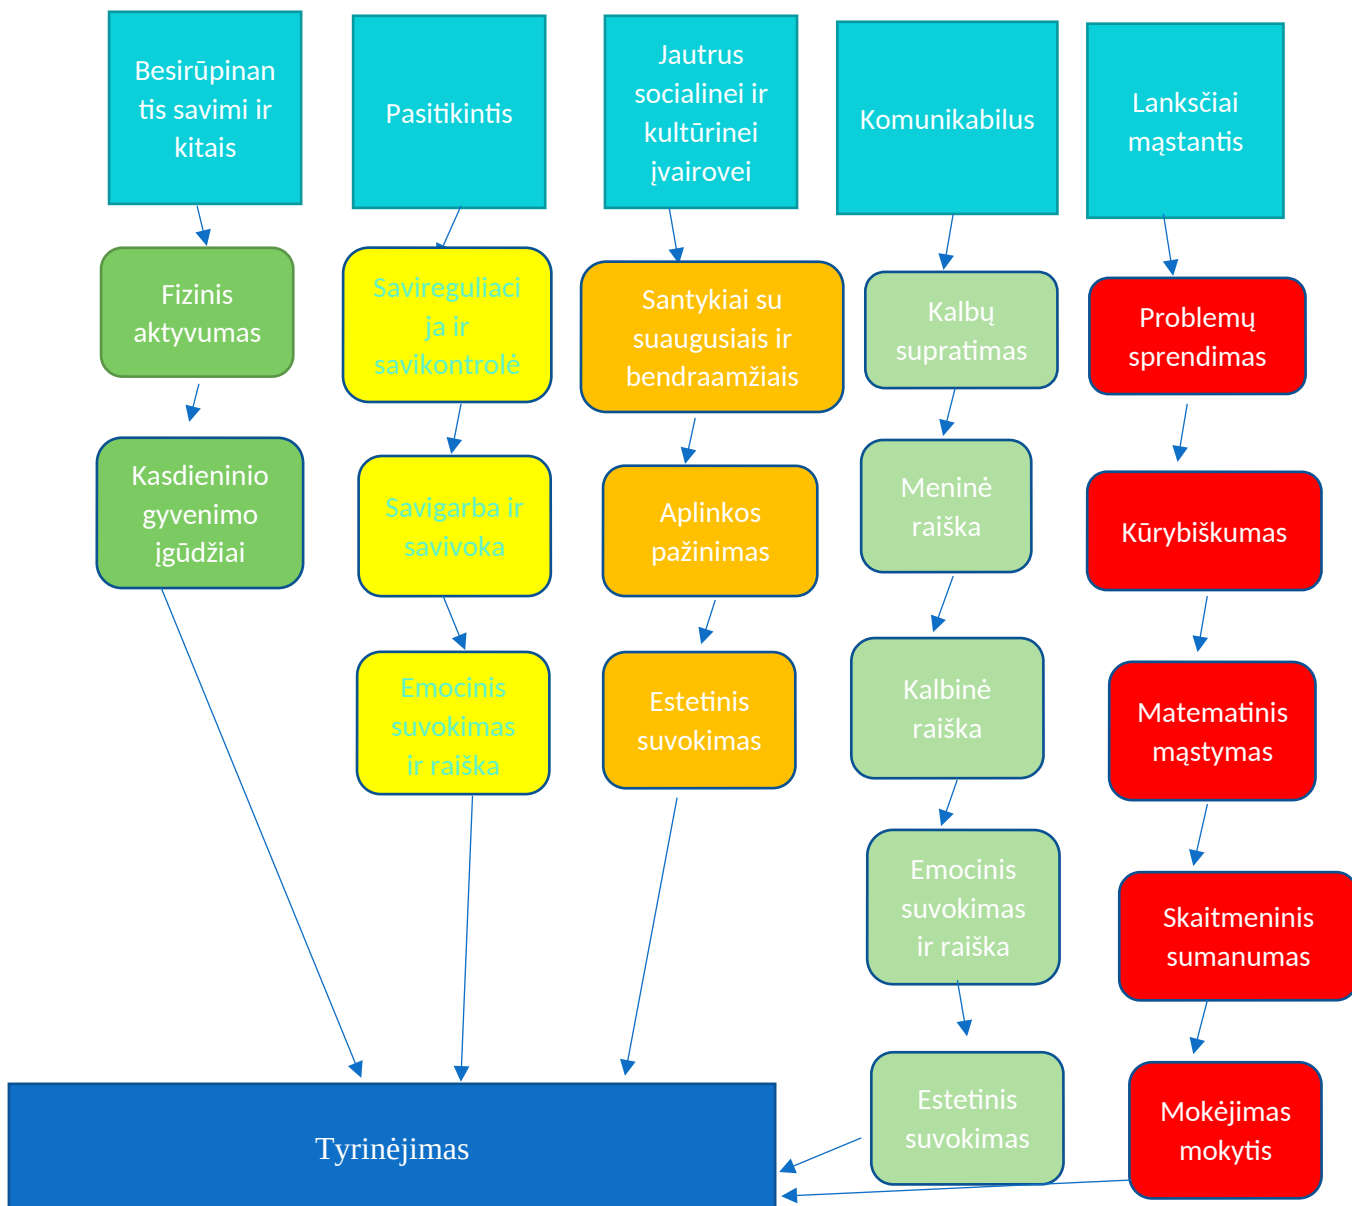 Besirūpinan
tis savimi ir
kitais
Pasitikintis
Jautrus
socialinei ir
kultūrinei
įvairovei
Komunikabilus
Lanksčiai
mąstantis
Fizinis
aktyvumas
Savireguliaci
ja ir
savikontrolė
Santykiai su
suaugusiais ir
bendraamžiais
Kalbų
supratimas
Problemų
sprendimas
Kasdieninio
gyvenimo
įgūdžiai
Savigarba ir
savivoka
Aplinkos
pažinimas
Meninė
raiška
Kūrybiškumas
Emocinis
suvokimas
ir raiška
Estetinis
suvokimas
Kalbinė
raiška
Matematinis
mąstymas
Emocinis
suvokimas
ir raiška
Skaitmeninis
sumanumas
Estetinis
suvokimas
Mokėjimas
mokytis
Tyrinėjimas